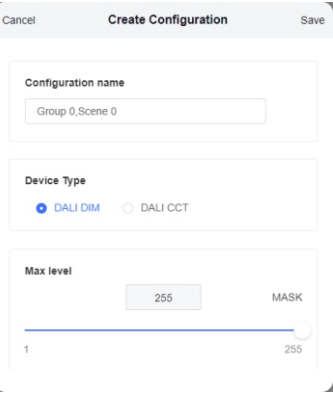 Cancel Create Configuration Save
Configuration name
Group 0,Scene 0
Device Type
DALI DIM DALI CCT
Max level
255 MASK
1 255